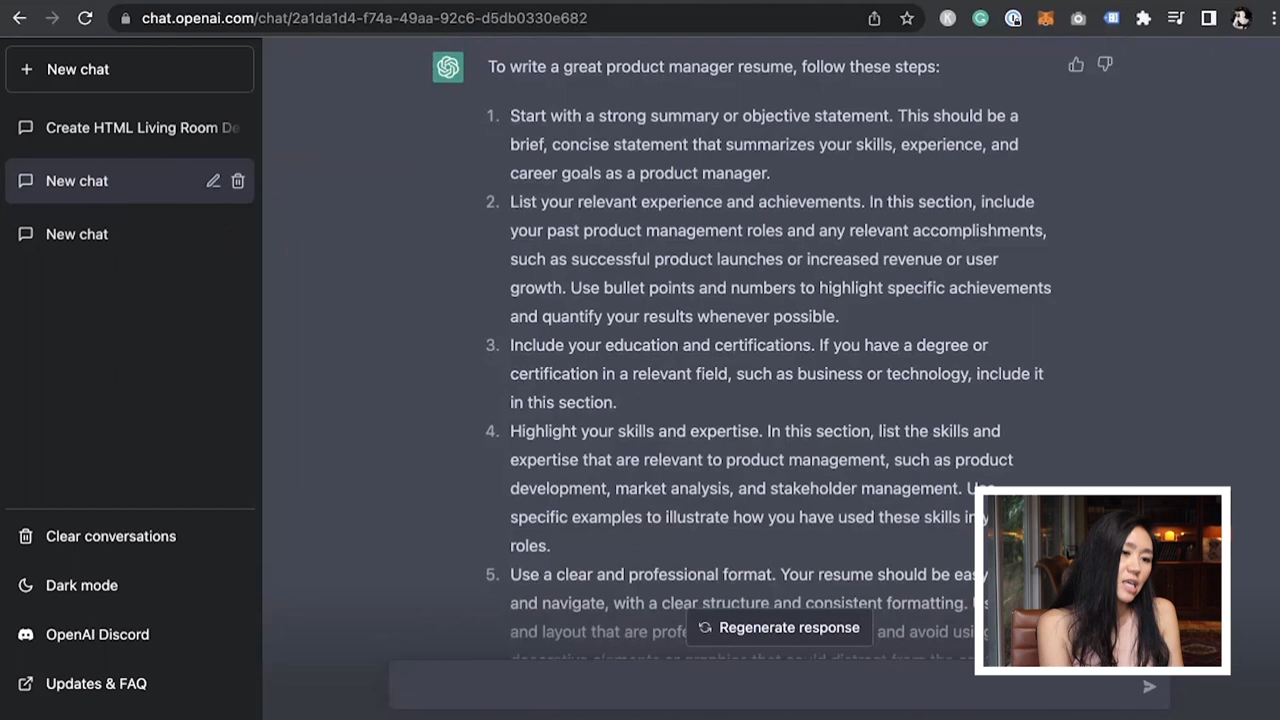 chat.openai.com/chat/2a1da1d4-f74a-49aa-92c6-d5db0330e682
New chat
Create HTML Living Room De
New chat
New chat
Clear conversations
Dark mode
OpenAI Discord
Updates & FAQ
To write a great product manager resume, follow these steps:
1. Start with a strong summary or objective statement. This should be a
brief, concise statement that summarizes your skills, experience, and
career goals as a product manager.
2. List your relevant experience and achievements. In this section, include
your past product management roles and any relevant accomplishments,
such as successful product launches or increased revenue or user
growth. Use bullet points and numbers to highlight specific achievements
and quantify your results whenever possible.
3. Include your education and certifications. If you have a degree or
certification in a relevant field, such as business or technology, include it
in this section.
4. Highlight your skills and expertise. In this section, list the skills and
expertise that are relevant to product management, such as product
development, market analysis, and stakeholder management.
specific examples to illustrate how you have used these skills in
roles.
5. Use a clear and professional format. Your resume should be
and navigate, with a clear structure and consistent formatting.
and layout that are and avoid
Regenerate response